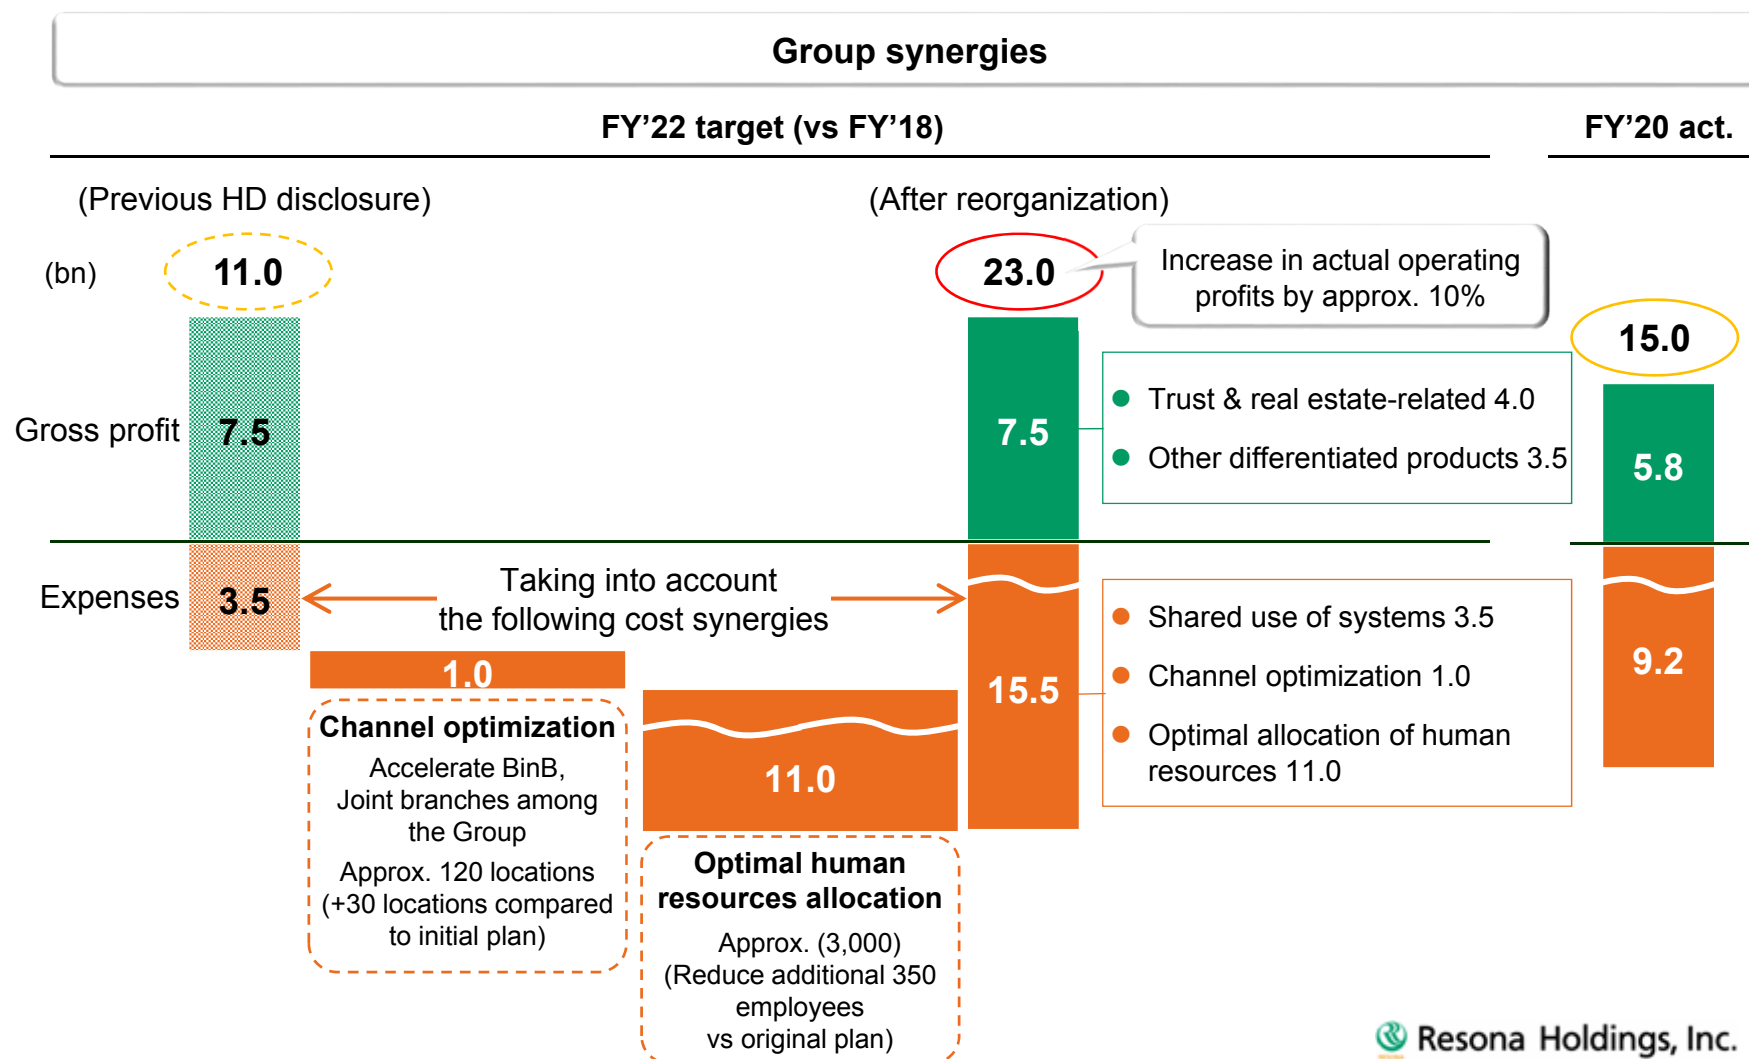 Group synergies
FY'22 target (vs FY'18)
FY'20 act.
(Previous HD disclosure)
(After reorganization)
(bn)
11.0
23.0
Increase in actual operating
profits by approx. 10%
15.0
Gross profit
7.5
7.5
Trust & real estate-related 4.0
Other differentiated products 3.5
5.8
Expenses
3.5
Taking into account
the following cost synergies
15.5
Shared use of systems 3.5
Channel optimization 1.0
Optimal allocation of human
resources 11.0
9.2
1.0
Channel optimization
Accelerate BinB,
Joint branches among
the Group
Approx. 120 locations
(+30 locations compared
to initial plan)
11.0
Optimal human
resources allocation
Approx. (3,000)
(Reduce additional 350
employees
vs original plan)
Resona Holdings, Inc.